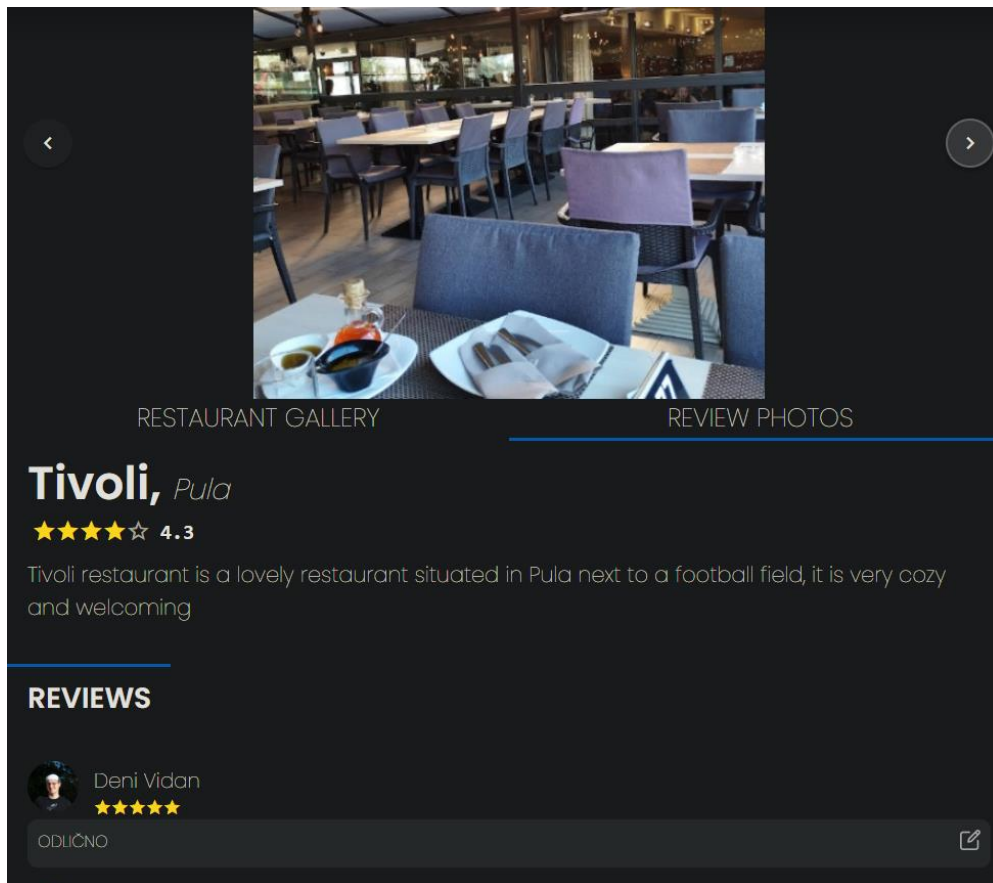 RESTAURANT GALLERY REVIEW PHOTOS
Tivoli, Pula
4.3
Tivoli restaurant is a lovely restaurant situated in Pula next to a football field, it is very cozy
and welcoming
REVIEWS
Deni Vidan
ODLIČNO